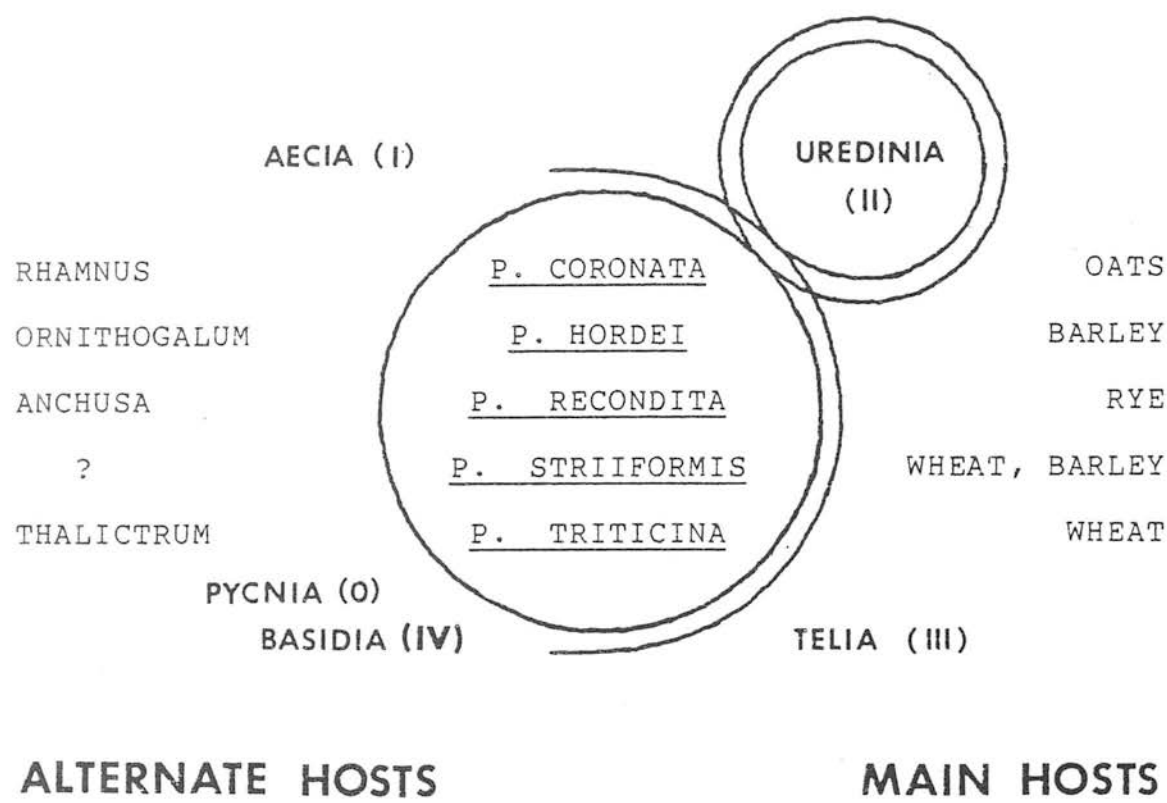 AECIA (I)
UREDINIA
(II)
RHAMNUS P. CORONATA OATS
ORNITHOGALUM P. HORDEI BARLEY
ANCHUSA P. RECONDITA RYE
? P. STRIIFORMIS WHEAT, BARLEY
THALICTRUM P. TRITICINA WHEAT
PYCNIA (0)
BASIDIA (IV) TELIA (III)
ALTERNATE HOSTS MAIN HOSTS